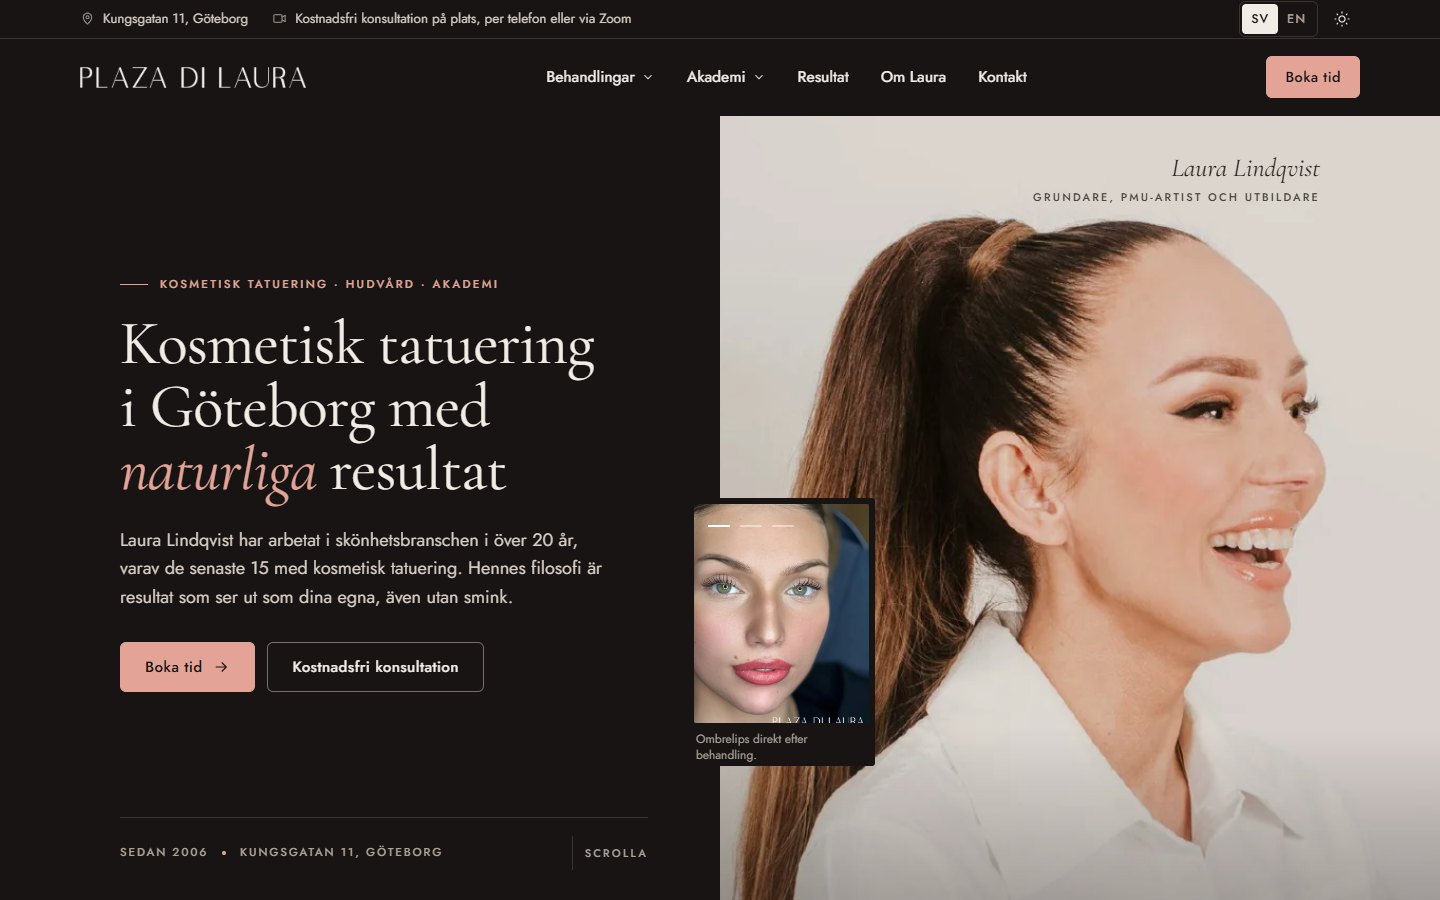 Kungsgatan 11, Göteborg
Kostnadsfri konsultation på plats, per telefon eller via Zoom
SV
EN
PLAZA DI LAURA
Behandlingar
Akademi
Resultat
Om Laura
Kontakt
Boka tid
Laura Lindqvist
GRUNDARE, PMU-ARTIST OCH UTBILDARE
KOSMETISK TATUERING · HUDVÅRD · AKADEMI
Kosmetisk tatuering
i Göteborg med
naturliga resultat
Laura Lindqvist har arbetat i skönhetsbranschen i över 20 år,
varav de senaste 15 med kosmetisk tatuering. Hennes filosofi är
resultat som ser ut som dina egna, även utan smink.
Boka tid
Kostnadsfri konsultation
PLAZA DI LAURA
Ombrelips direkt efter
behandling.
SEDAN 2006 • KUNGSGATAN 11, GÖTEBORG
SCROLLA